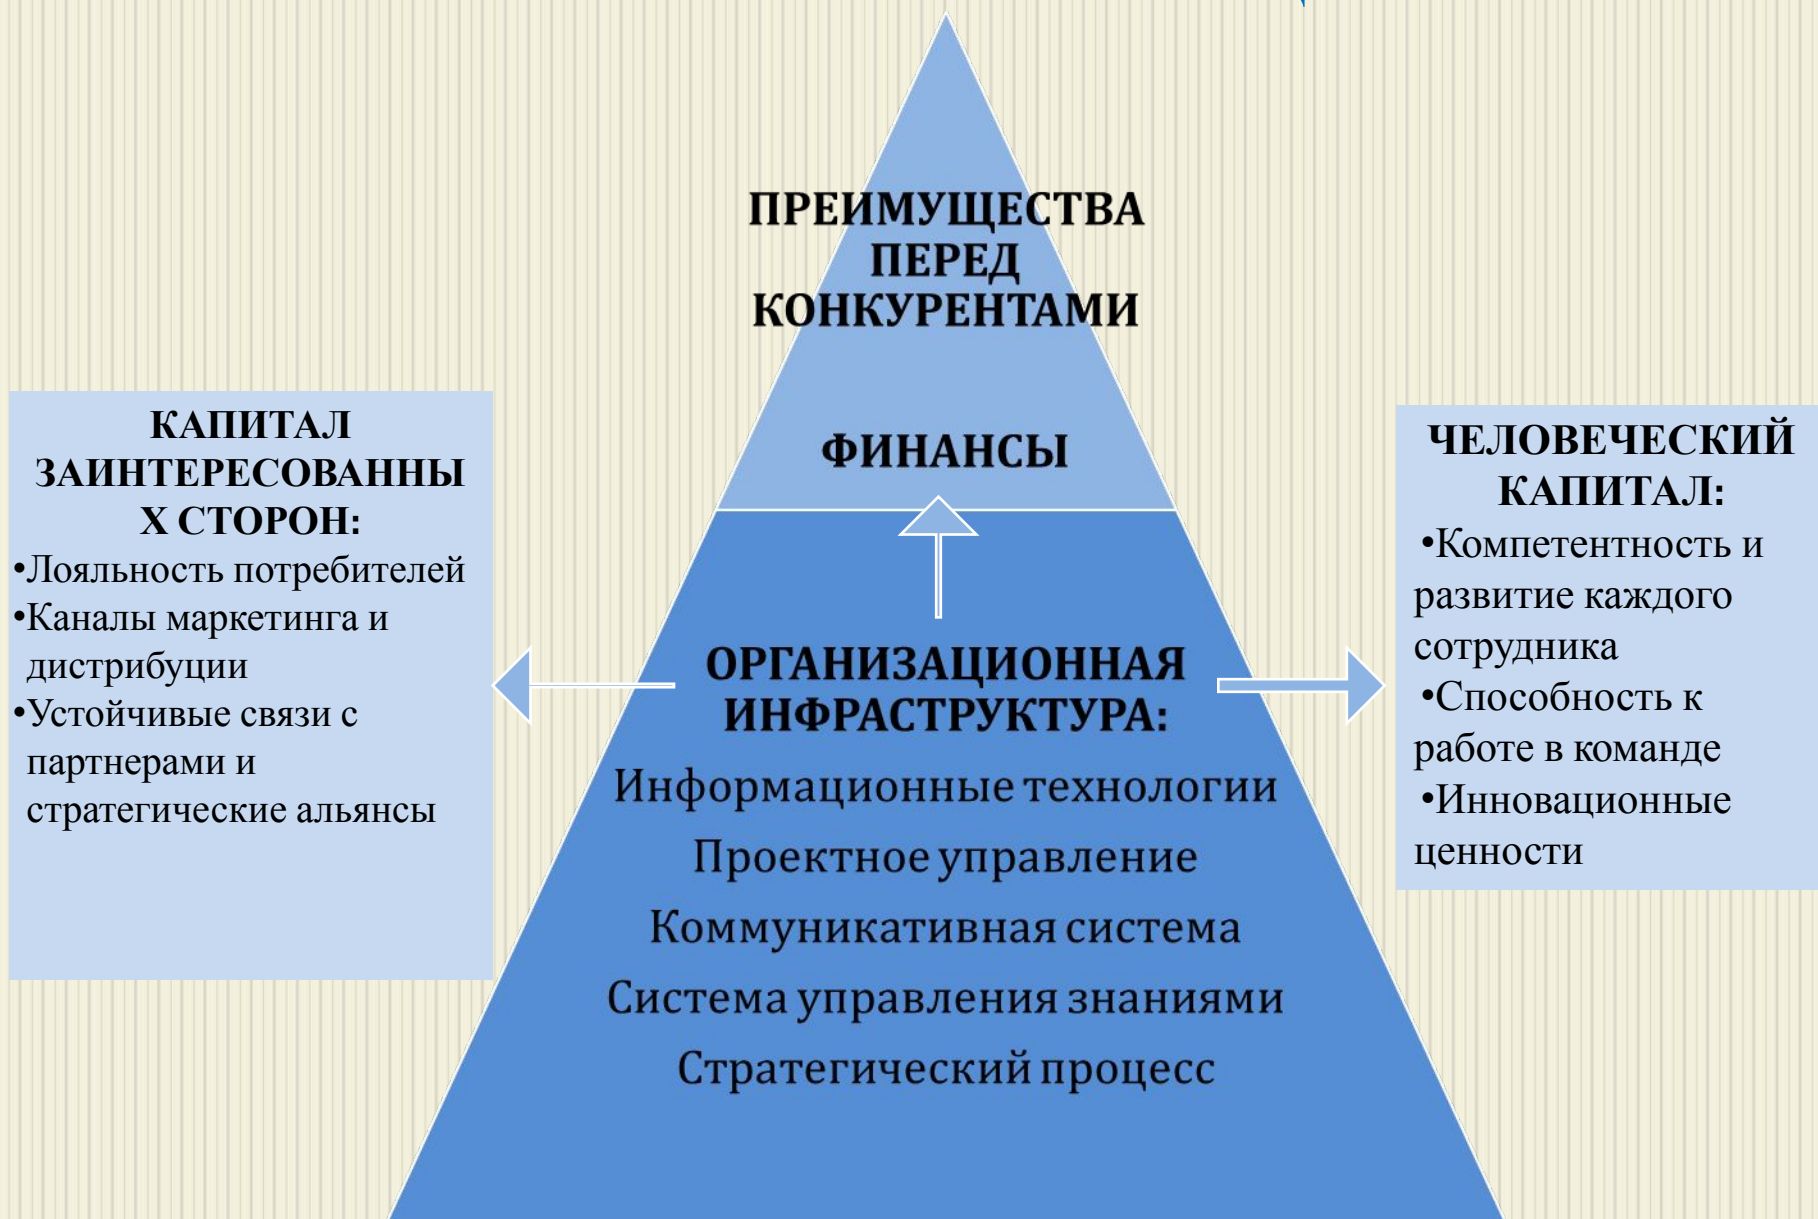 ПРЕИМУЩЕСТВА
ПЕРЕД
КОНКУРЕНТАМИ
ФИНАНСЫ
КАПИТАЛ
ЗАИНТЕРЕСОВАННЫ
Х СТОРОН:
•Лояльность потребителей
•Каналы маркетинга и
дистрибуции
•Устойчивые связи с
партнерами и
стратегические альянсы
ОРГАНИЗАЦИОННАЯ
ИНФРАСТРУКТУРА:
Информационные технологии
Проектное управление
Коммуникативная система
Система управления знаниями
Стратегический процесс
ЧЕЛОВЕЧЕСКИЙ
КАПИТАЛ:
•Компетентность и
развитие каждого
сотрудника
•Способность к
работе в команде
•Инновационные
ценности